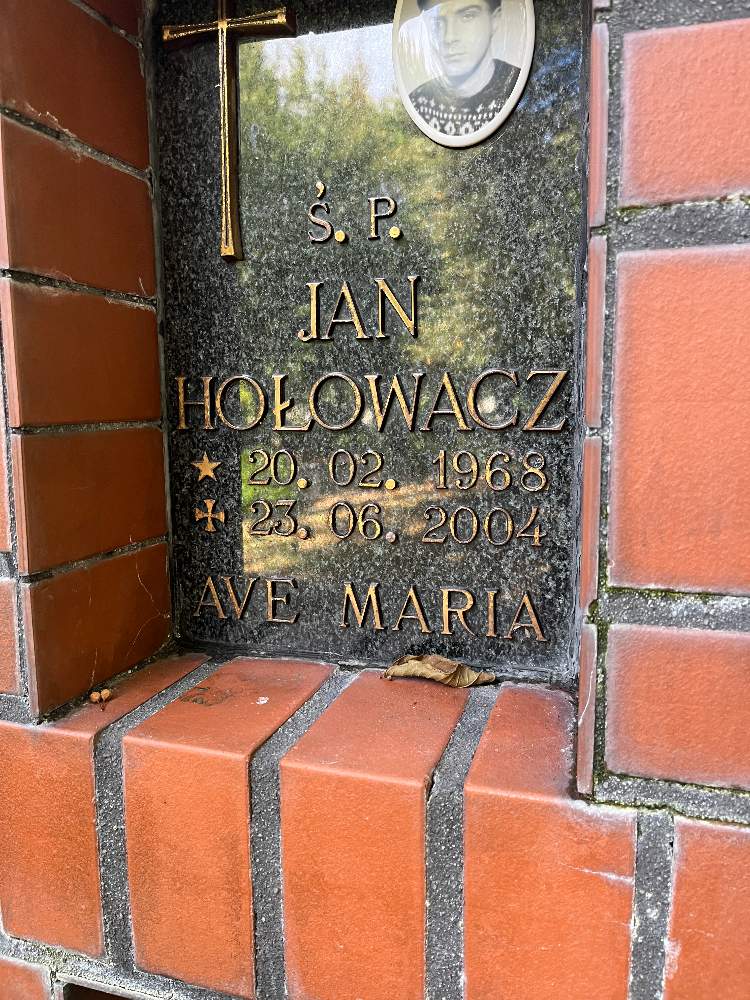 Ś. P.
JAN
HOŁOWACZ
20. 02. 1968
23. 06. 2004
AVE MARIA